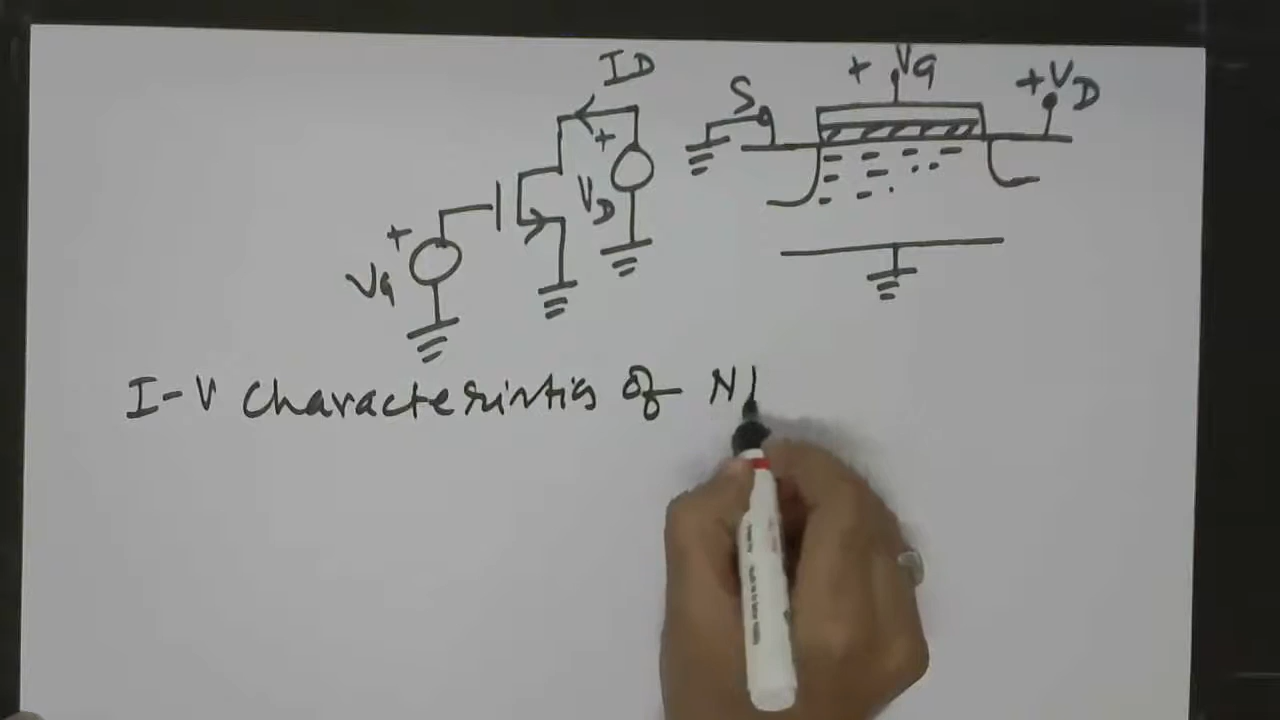 ID
+ VG
+VD
S
+
VD
+
VG
I-V Characteristics of N